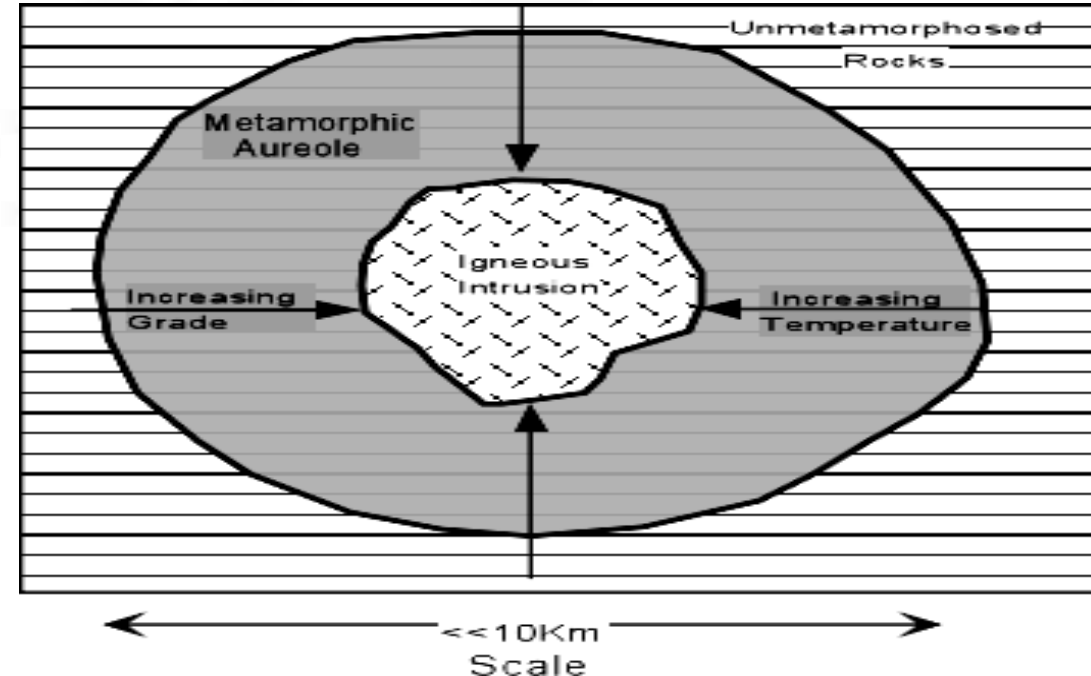 Unmetamorphosed
Rocks
Metamorphic
Aureole
Igneous
Intrusion
Increasing
Grade
Increasing
Temperature
<<10Km
Scale